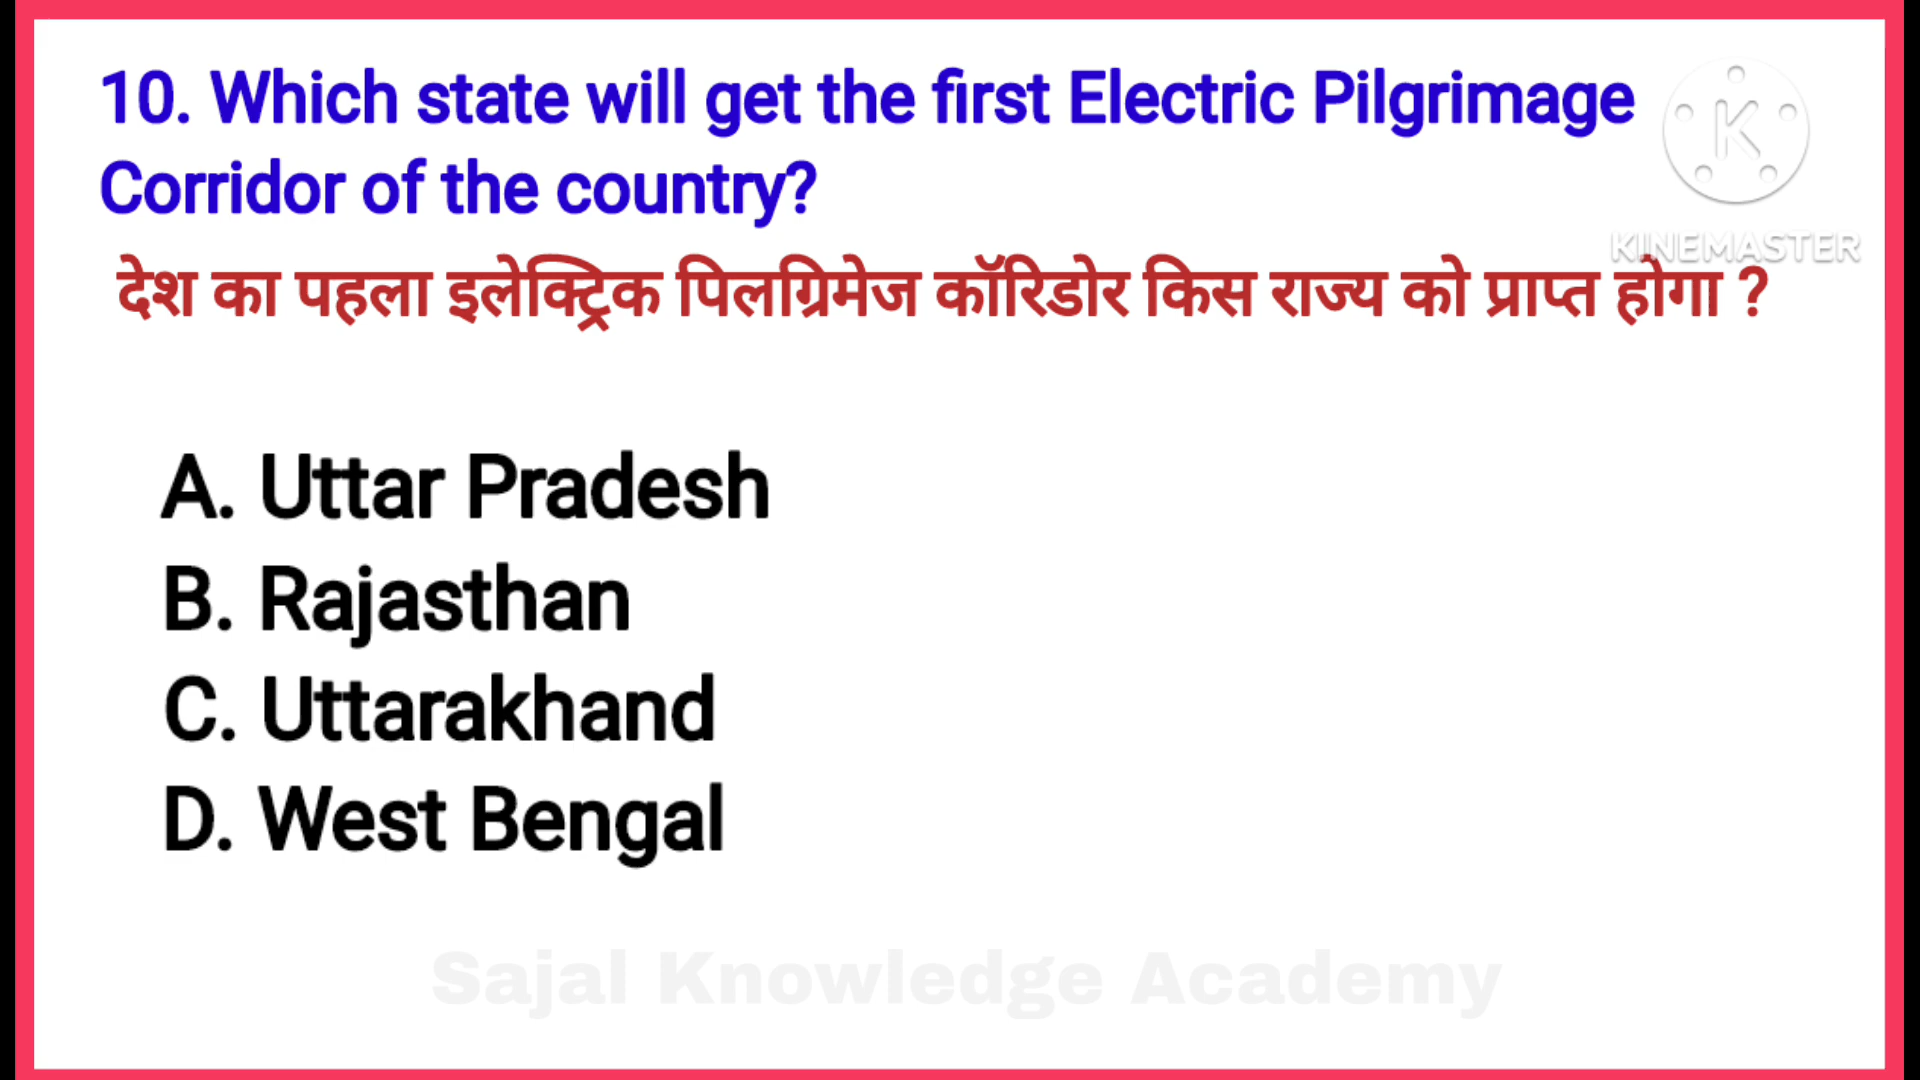 10. Which state will get the first Electric Pilgrimage
Corridor of the country?
K
KINEMASTER
देश का पहला इलेक्ट्रिक पिलग्रिमेज कॉरिडोर किस राज्य को प्राप्त होगा ?
A. Uttar Pradesh
B. Rajasthan
C. Uttarakhand
D. West Bengal
Sajal Knowledge Academy